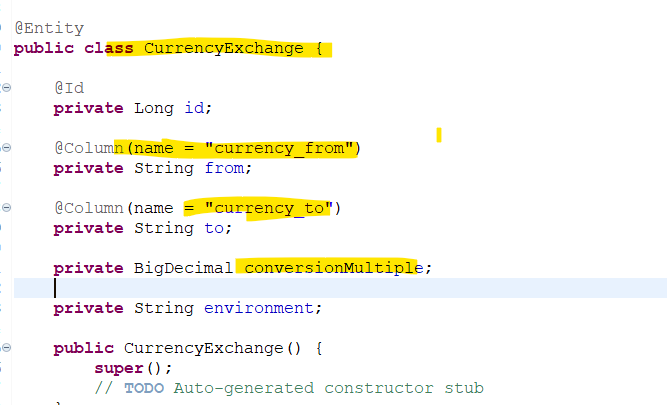 @Entity
public class CurrencyExchange {
@Id
private Long id;
@Column(name = "currency_from")
private String from;
@Column(name = "currency_to")
private String to;
private BigDecimal conversionMultiple;
private String environment;
public CurrencyExchange() {
super();
// TODO Auto-generated constructor stub